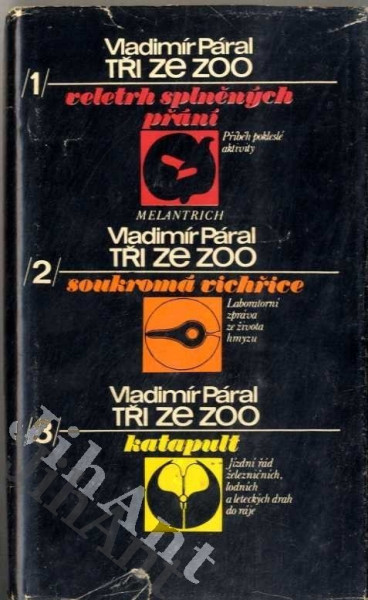 Vladimír Páral
TŘI ZE ZOO
/1/
veletrh splněných
přání
Příběh pokleslé
aktivity
MELANTRICH
Vladimír Páral
TŘI ZE ZOO
/2/
soukromá vichřice
Laboratorní
zpráva
ze života
hmyzu
Vladimír Páral
TŘI ZE ZOO
/3/
katapult
Jízdní řád
železničních,
lodních
a leteckých drah
do ráje
JihAnt